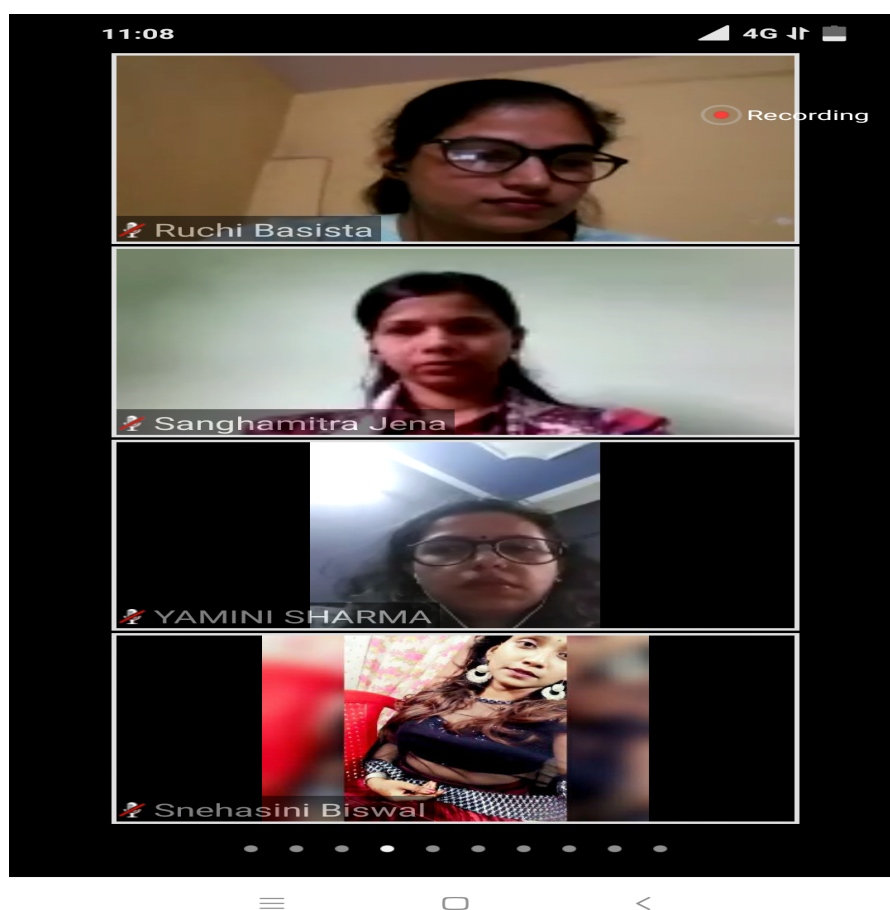 11:08
4G
Recording
Ruchi Basista
Sanghamitra Jena
YAMINI SHARMA
Snehasini Biswal